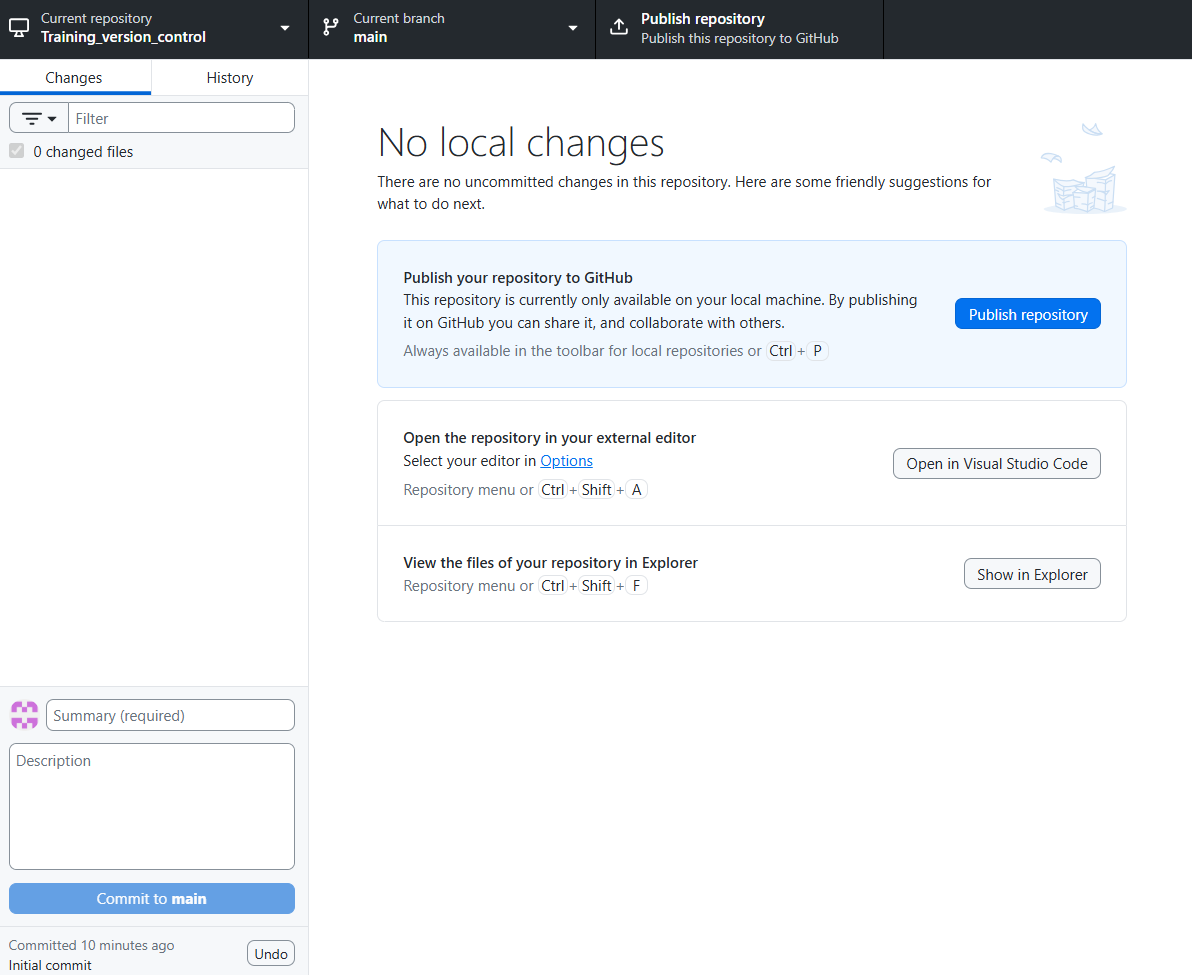 Current repository
Training_version_control
Current branch
main
Publish repository
Publish this repository to GitHub
Changes
History
Filter
0 changed files
No local changes
There are no uncommitted changes in this repository. Here are some friendly suggestions for
what to do next.
Publish your repository to GitHub
This repository is currently only available on your local machine. By publishing
it on GitHub you can share it, and collaborate with others.
Always available in the toolbar for local repositories or Ctrl + P
Publish repository
Open the repository in your external editor
Select your editor in Options
Repository menu or Ctrl + Shift + A
Open in Visual Studio Code
View the files of your repository in Explorer
Repository menu or Ctrl + Shift + F
Show in Explorer
Summary (required)
Description
Commit to main
Committed 10 minutes ago
Initial commit
Undo